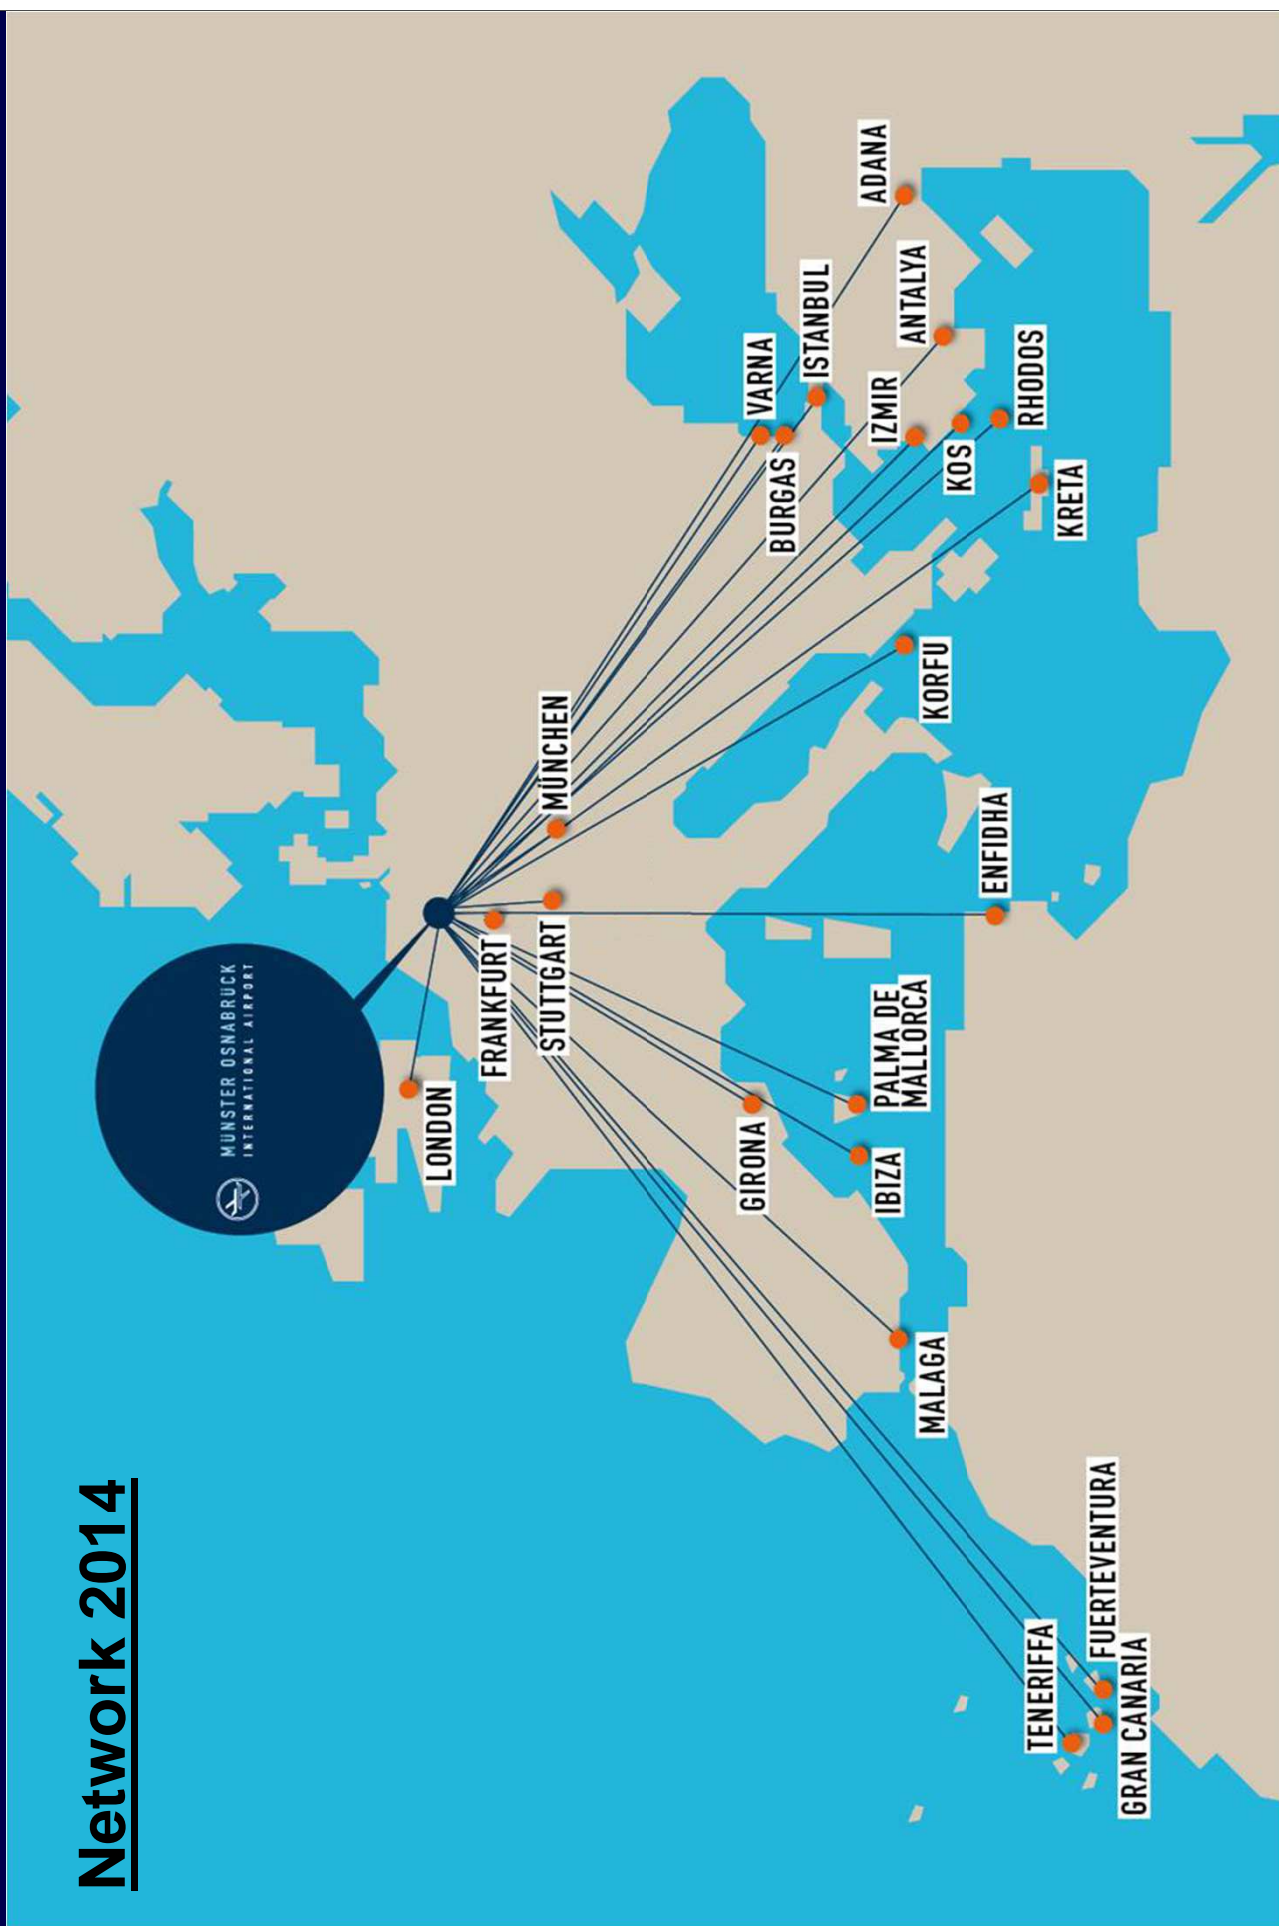 Network 2014
MÜNSTER OSNABRÜCK
INTERNATIONAL AIRPORT
LONDON
FRANKFURT
STUTTGART
MÜNCHEN
VARNA
BURGAS
ISTANBUL
ADANA
ANTALYA
IZMIR
KOS
RHODOS
KRETA
KORFU
ENFIDHA
GIRONA
PALMA DE
MALLORCA
IBIZA
MALAGA
TENERIFFA
FUERTEVENTURA
GRAN CANARIA